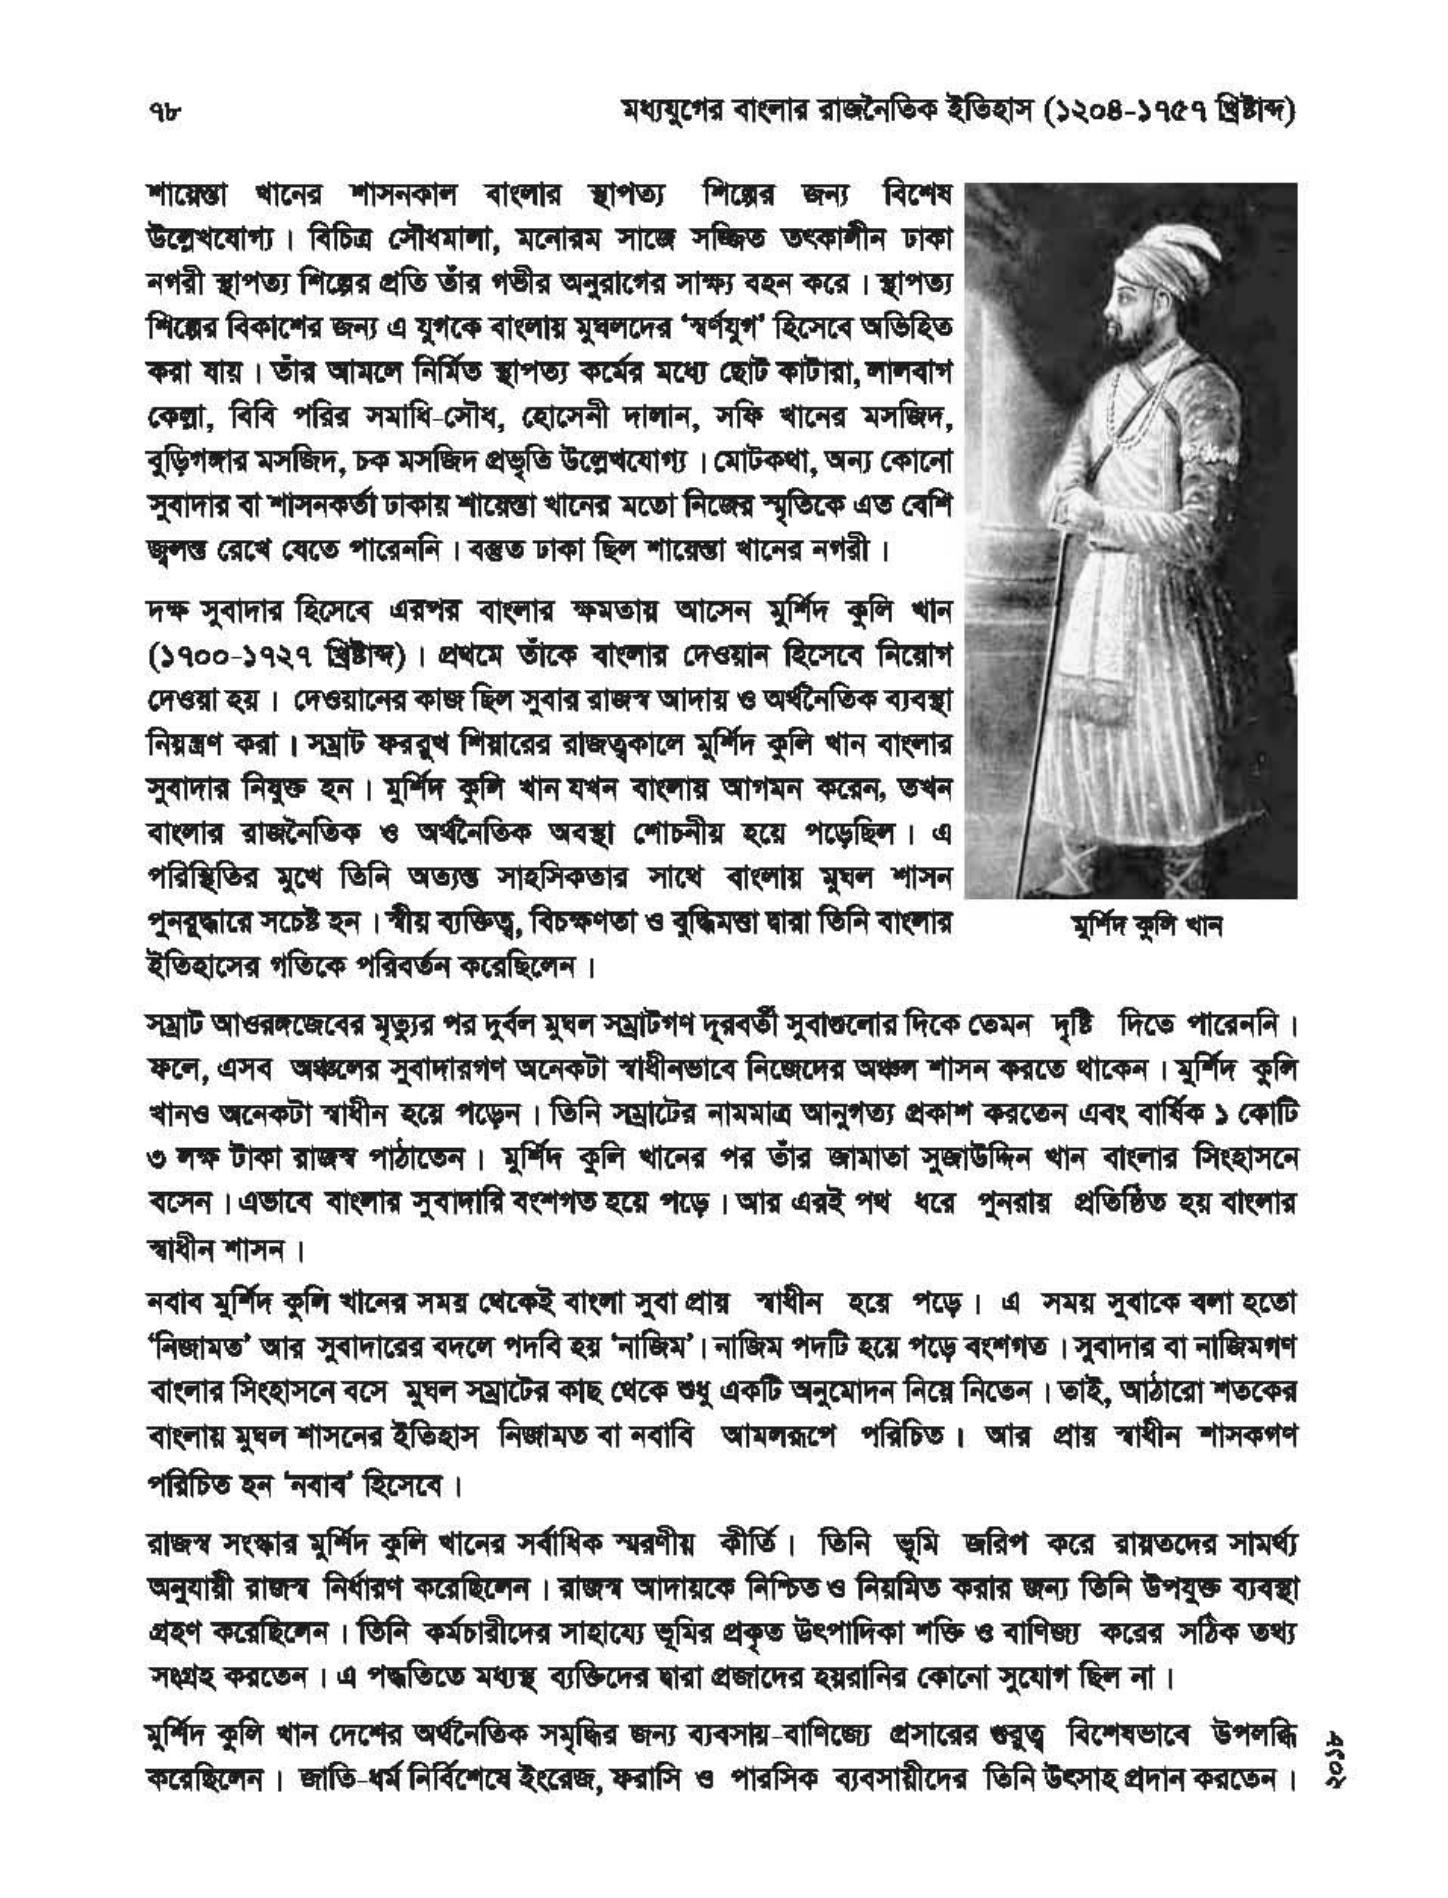 ৭৮ মধ্যযুগের বাংলার রাজনৈতিক ইতিহাস (১২০৪-১৭৫৭ খ্রিষ্টাব্দ)
শায়েস্তা খানের শাসনকাল বাংলার স্থাপত্য শিল্পের জন্য বিশেষ
উল্লেখযোগ্য। বিচিত্র সৌধমালা, মনোরম সাজে সজ্জিত তৎকালীন ঢাকা
নগরী স্থাপত্য শিল্পের প্রতি তাঁর গভীর অনুরাগের সাক্ষ্য বহন করে। স্থাপত্য
শিল্পের বিকাশের জন্য এ যুগকে বাংলায় মুঘলদের ‘স্বর্ণযুগ’ হিসেবে অভিহিত
করা যায়। তাঁর আমলে নির্মিত স্থাপত্য কর্মের মধ্যে ছোট কাটারা, লালবাগ
কেল্লা, বিবি পরির সমাধি-সৌধ, হোসেনী দালান, সফি খানের মসজিদ,
বুড়িগঙ্গার মসজিদ, চক মসজিদ প্রভৃতি উল্লেখযোগ্য। মোটকথা, অন্য কোনো
সুবাদার বা শাসনকর্তা ঢাকায় শায়েস্তা খানের মতো নিজের স্মৃতিকে এত বেশি
জ্বলন্ত রেখে যেতে পারেননি। বস্তুত ঢাকা ছিল শায়েস্তা খানের নগরী।
দক্ষ সুবাদার হিসেবে এরপর বাংলার ক্ষমতায় আসেন মুর্শিদ কুলি খান
(১৭০০-১৭২৭ খ্রিষ্টাব্দ)। প্রথমে তাঁকে বাংলার দেওয়ান হিসেবে নিয়োগ
দেওয়া হয়। দেওয়ানের কাজ ছিল সুবার রাজস্ব আদায় ও অর্থনৈতিক ব্যবস্থা
নিয়ন্ত্রণ করা। সম্রাট ফররুখ শিয়ারের রাজত্বকালে মুর্শিদ কুলি খান বাংলার
সুবাদার নিযুক্ত হন। মুর্শিদ কুলি খান যখন বাংলায় আগমন করেন, তখন
বাংলার রাজনৈতিক ও অর্থনৈতিক অবস্থা শোচনীয় হয়ে পড়েছিল। এ
পরিস্থিতির মুখে তিনি অত্যন্ত সাহসিকতার সাথে বাংলায় মুঘল শাসন
পুনরুদ্ধারে সচেষ্ট হন। স্বীয় ব্যক্তিত্ব, বিচক্ষণতা ও বুদ্ধিমত্তা দ্বারা তিনি বাংলার
ইতিহাসের গতিকে পরিবর্তন করেছিলেন।
মুর্শিদ কুলি খান
সম্রাট আওরঙ্গজেবের মৃত্যুর পর দুর্বল মুঘল সম্রাটগণ দূরবর্তী সুবাগুলোর দিকে তেমন দৃষ্টি দিতে পারেননি।
ফলে, এসব অঞ্চলের সুবাদারগণ অনেকটা স্বাধীনভাবে নিজেদের অঞ্চল শাসন করতে থাকেন। মুর্শিদ কুলি
খানও অনেকটা স্বাধীন হয়ে পড়েন। তিনি সম্রাটের নামমাত্র আনুগত্য প্রকাশ করতেন এবং বার্ষিক ১ কোটি
৩ লক্ষ টাকা রাজস্ব পাঠাতেন। মুর্শিদ কুলি খানের পর তাঁর জামাতা সুজাউদ্দিন খান বাংলার সিংহাসনে
বসেন। এভাবে বাংলার সুবাদারি বংশগত হয়ে পড়ে। আর এরই পথ ধরে পুনরায় প্রতিষ্ঠিত হয় বাংলার
স্বাধীন শাসন।
নবাব মুর্শিদ কুলি খানের সময় থেকেই বাংলা সুবা প্রায় স্বাধীন হয়ে পড়ে। এ সময় সুবাকে বলা হতো
‘নিজামত’ আর সুবাদারের বদলে পদবি হয় ‘নাজিম’। নাজিম পদটি হয়ে পড়ে বংশগত। সুবাদার বা নাজিমগণ
বাংলার সিংহাসনে বসে মুঘল সম্রাটের কাছ থেকে শুধু একটি অনুমোদন নিয়ে নিতেন। তাই, আঠারো শতকের
বাংলায় মুঘল শাসনের ইতিহাস নিজামত বা নবাবি আমলরূপে পরিচিত। আর প্রায় স্বাধীন শাসকগণ
পরিচিত হন ‘নবাব’ হিসেবে।
রাজস্ব সংস্কার মুর্শিদ কুলি খানের সর্বাধিক স্মরণীয় কীর্তি। তিনি ভূমি জরিপ করে রায়তদের সামর্থ্য
অনুযায়ী রাজস্ব নির্ধারণ করেছিলেন। রাজস্ব আদায়কে নিশ্চিত ও নিয়মিত করার জন্য তিনি উপযুক্ত ব্যবস্থা
গ্রহণ করেছিলেন। তিনি কর্মচারীদের সাহায্যে ভূমির প্রকৃত উৎপাদিকা শক্তি ও বাণিজ্য করের সঠিক তথ্য
সংগ্রহ করতেন। এ পদ্ধতিতে মধ্যস্থ ব্যক্তিদের দ্বারা প্রজাদের হয়রানির কোনো সুযোগ ছিল না।
মুর্শিদ কুলি খান দেশের অর্থনৈতিক সমৃদ্ধির জন্য ব্যবসায়-বাণিজ্যে প্রসারের গুরুত্ব বিশেষভাবে উপলব্ধি
করেছিলেন। জাতি-ধর্ম নির্বিশেষে ইংরেজ, ফরাসি ও পারসিক ব্যবসায়ীদের তিনি উৎসাহ প্রদান করতেন।
২০১৮